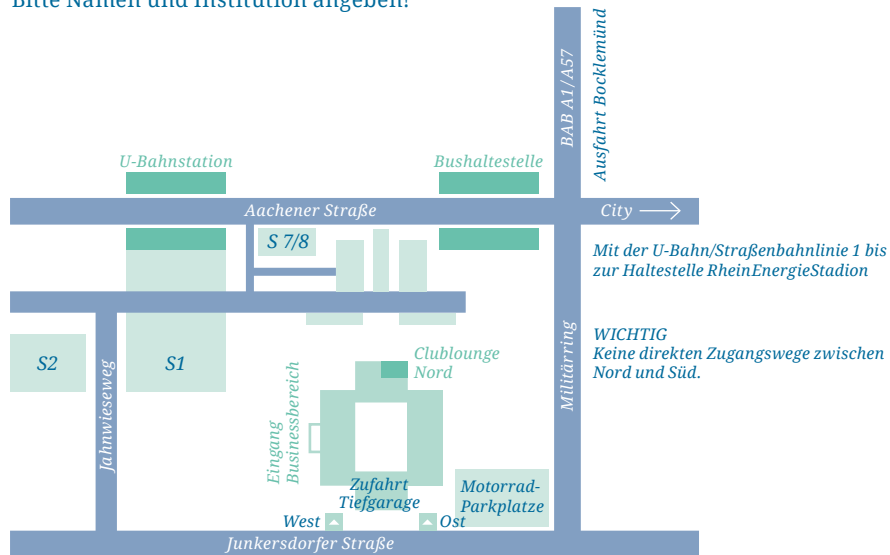 Bitte Namen und Institution angeben!
BAB A1/A57
Ausfahrt Bocklemünd
U-Bahnstation
Bushaltestelle
Aachener Straße
City
S 7/8
Mit der U-Bahn/Straßenbahnlinie 1 bis
zur Haltestelle RheinEnergieStadion
WICHTIG
Keine direkten Zugangswege zwischen
Nord und Süd.
S2
S1
Jahnwieseweg
Clublounge
Nord
Militärring
Eingang
Businessbereich
Zufahrt
Tiefgarage
Motorrad-
Parkplatze
West
Ost
Junkersdorfer Straße